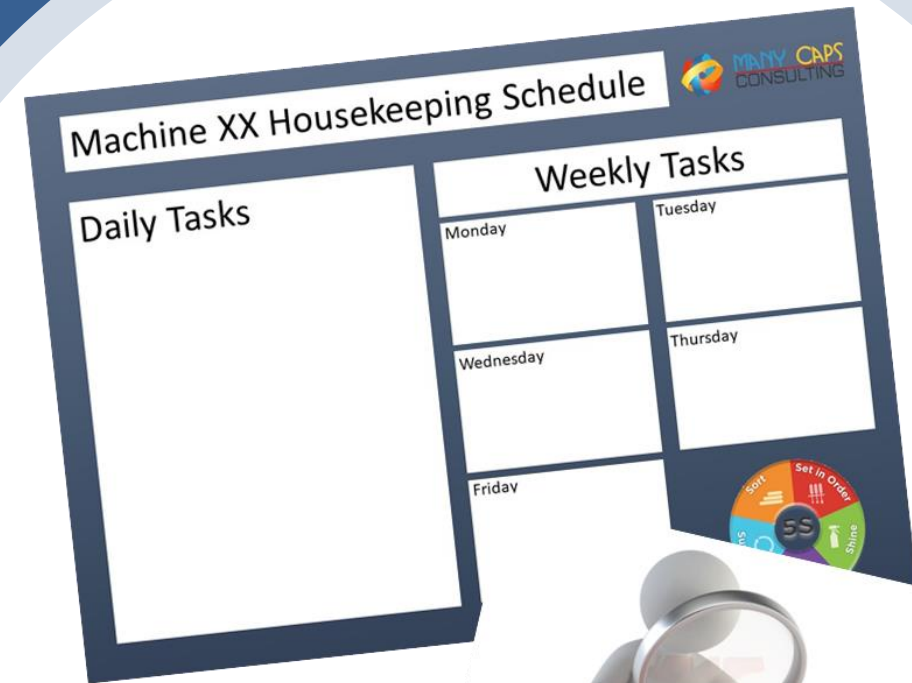 MANY CAPS
CONSULTING
Machine XX Housekeeping Schedule
Daily Tasks
Weekly Tasks
Monday
Tuesday
Wednesday
Thursday
Friday
Sort
Set In Order
Shine
5S